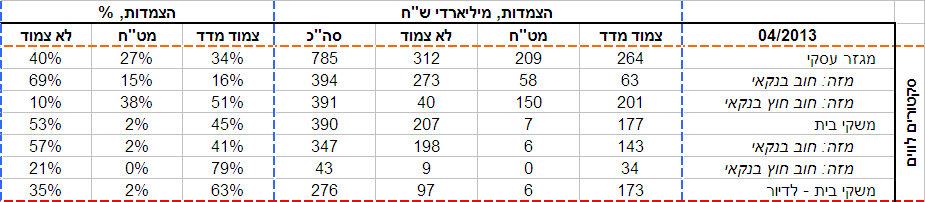 הצמדות, מיליארדי ש"ח הצמדות, %
04/2013 צמוד מדד מט"ח לא צמוד סה"כ צמוד מדד מט"ח לא צמוד
סקטורים לווים
מגזר עסקי 264 209 312 785 34% 27% 40%
מזה: חוב בנקאי 63 58 273 394 16% 15% 69%
מזה: חוב חוץ בנקאי 201 150 40 391 51% 38% 10%
משקי בית 177 7 207 390 45% 2% 53%
מזה: חוב בנקאי 143 6 198 347 41% 2% 57%
מזה: חוב חוץ בנקאי 34 0 9 43 79% 0% 21%
משקי בית - לדיור 173 6 97 276 63% 2% 35%